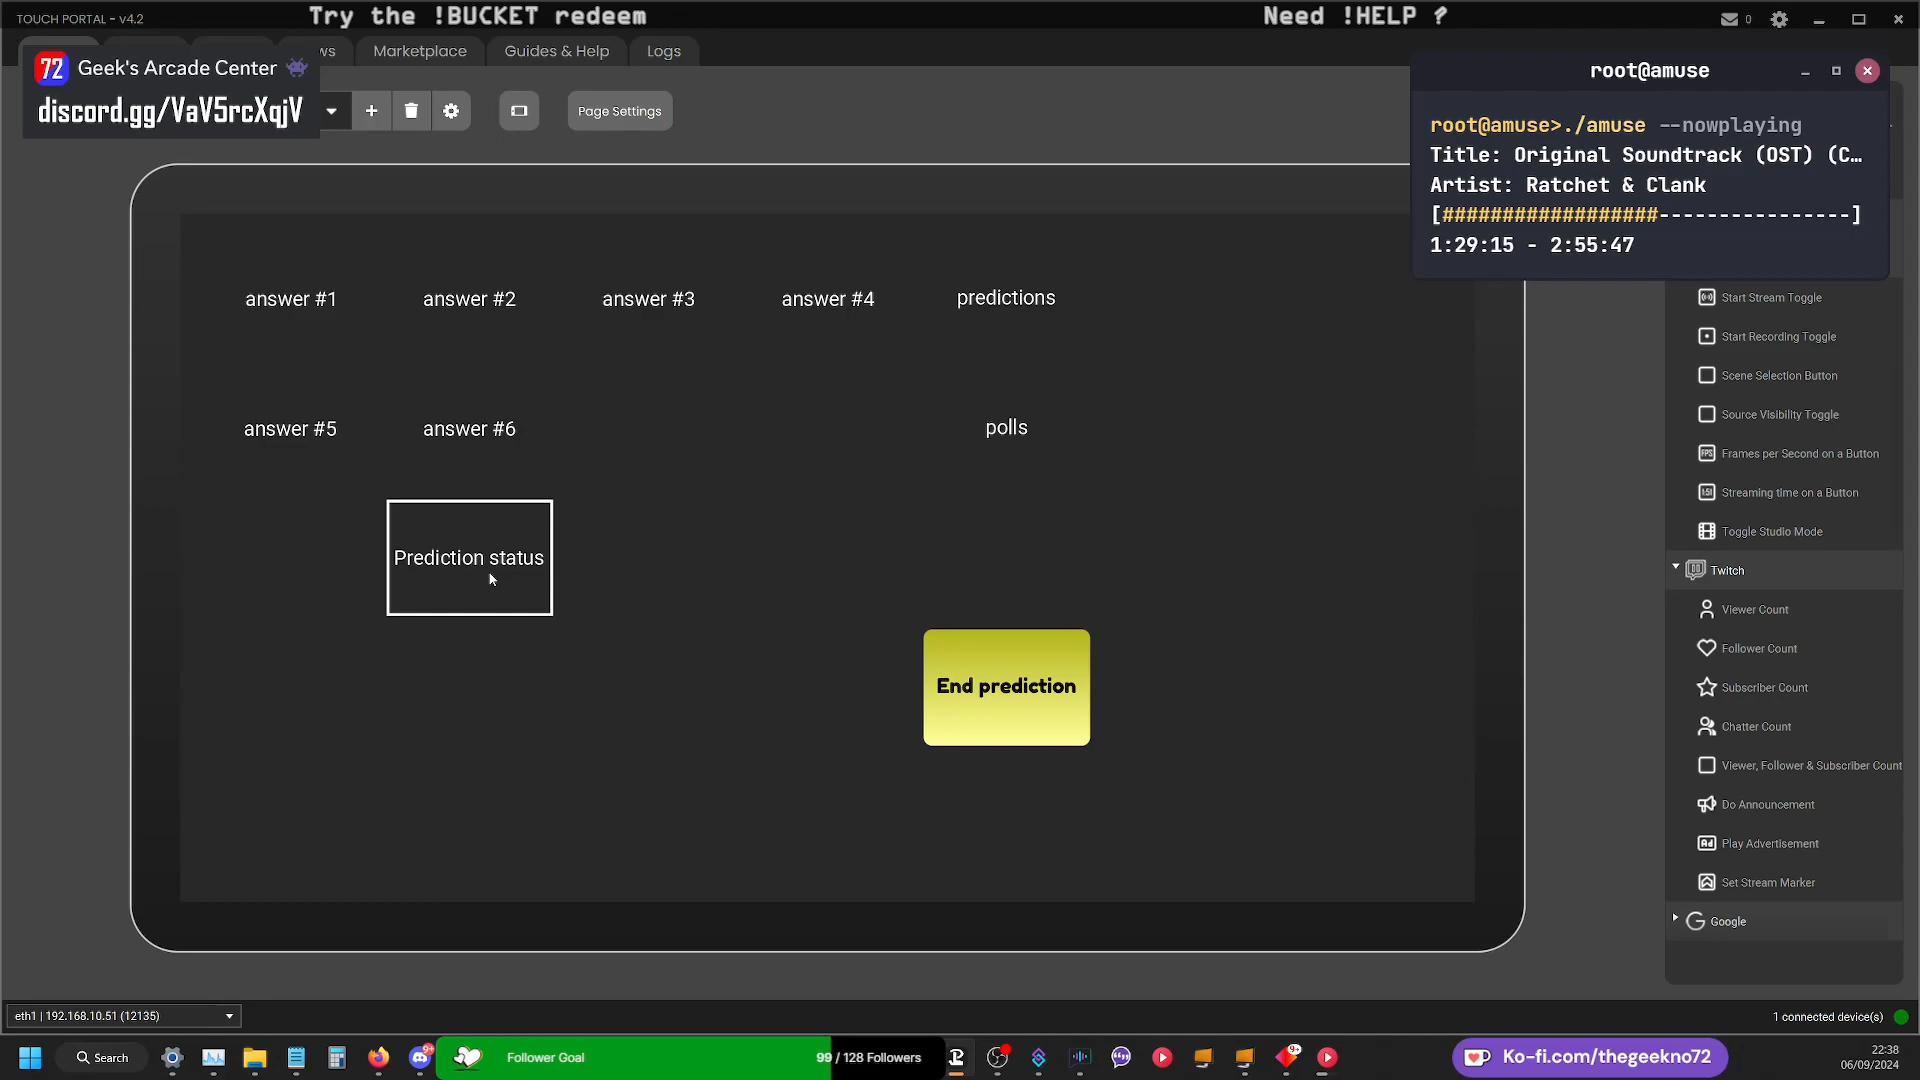 TOUCH PORTAL - v4.2
Try the !BUCKET redeem
Need !HELP ?
0
ws
Marketplace
Guides & Help
Logs
72 Geek's Arcade Center
discord.gg/VaV5rcXqjV
Page Settings
root@amuse
root@amuse>./amuse --nowplaying
Title: Original Soundtrack (OST) (C…
Artist: Ratchet & Clank
[##################----------------]
1:29:15 - 2:55:47
answer #1
answer #2
answer #3
answer #4
predictions
answer #5
answer #6
polls
Prediction status
End prediction
Start Stream Toggle
Start Recording Toggle
Scene Selection Button
Source Visibility Toggle
FPS Frames per Second on a Button
Streaming time on a Button
Toggle Studio Mode
Twitch
Viewer Count
Follower Count
Subscriber Count
Chatter Count
Viewer, Follower & Subscriber Count
Do Announcement
Ad Play Advertisement
Set Stream Marker
Google
eth1 | 192.168.10.51 (12135)
1 connected device(s)
Search
9+
Follower Goal
99 / 128 Followers
9+
Ko-fi.com/thegeekno72
22:38
06/09/2024